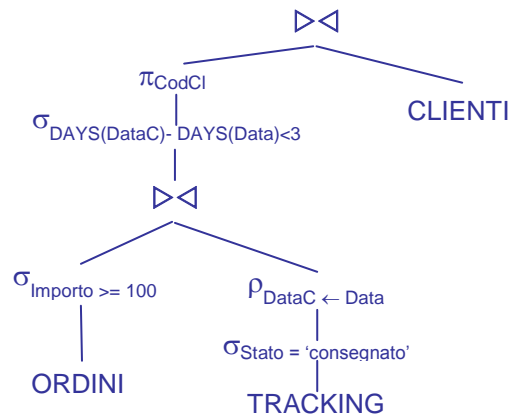 ▷◁
πCodCl
CLIENTI
σDAYS(DataC)- DAYS(Data)<3
▷◁
σImporto >= 100
ρDataC ← Data
σStato = ‘consegnato’
ORDINI
TRACKING